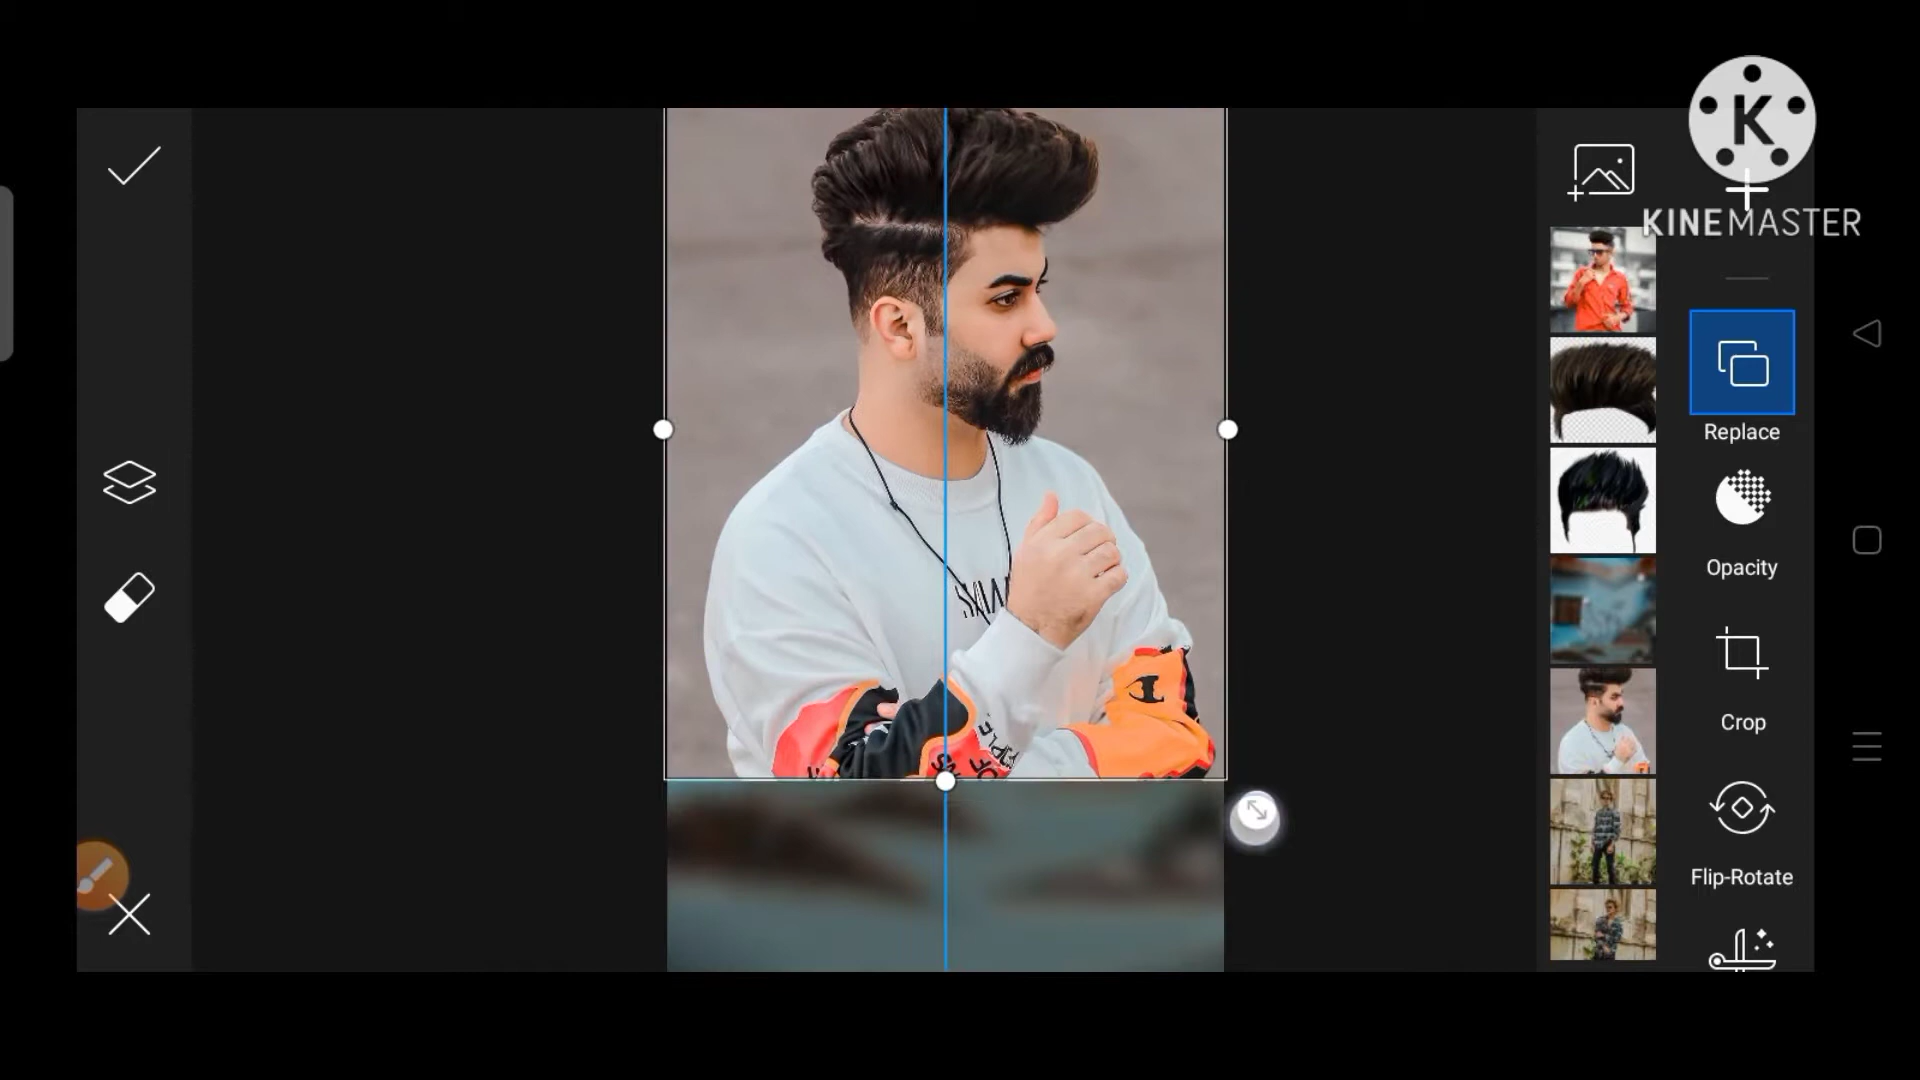 K
KINEMASTER
Replace
Opacity
Crop
Flip-Rotate